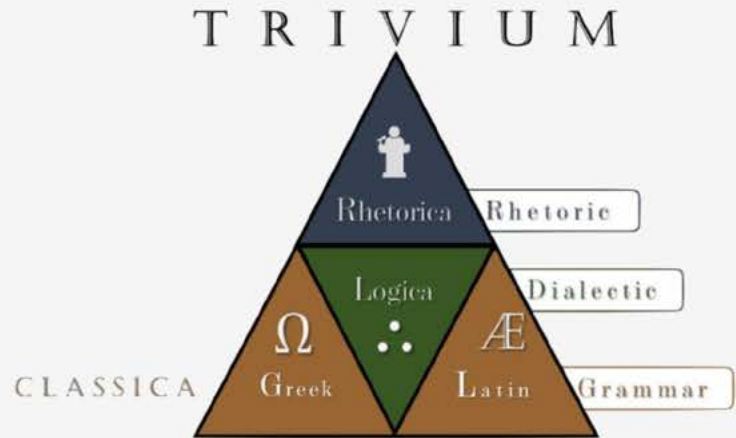 TRIVIUM
Rhetorica
Rhetoric
Logica
Dialectic
Ω
Æ
CLASSICA
Greek
Latin
Grammar